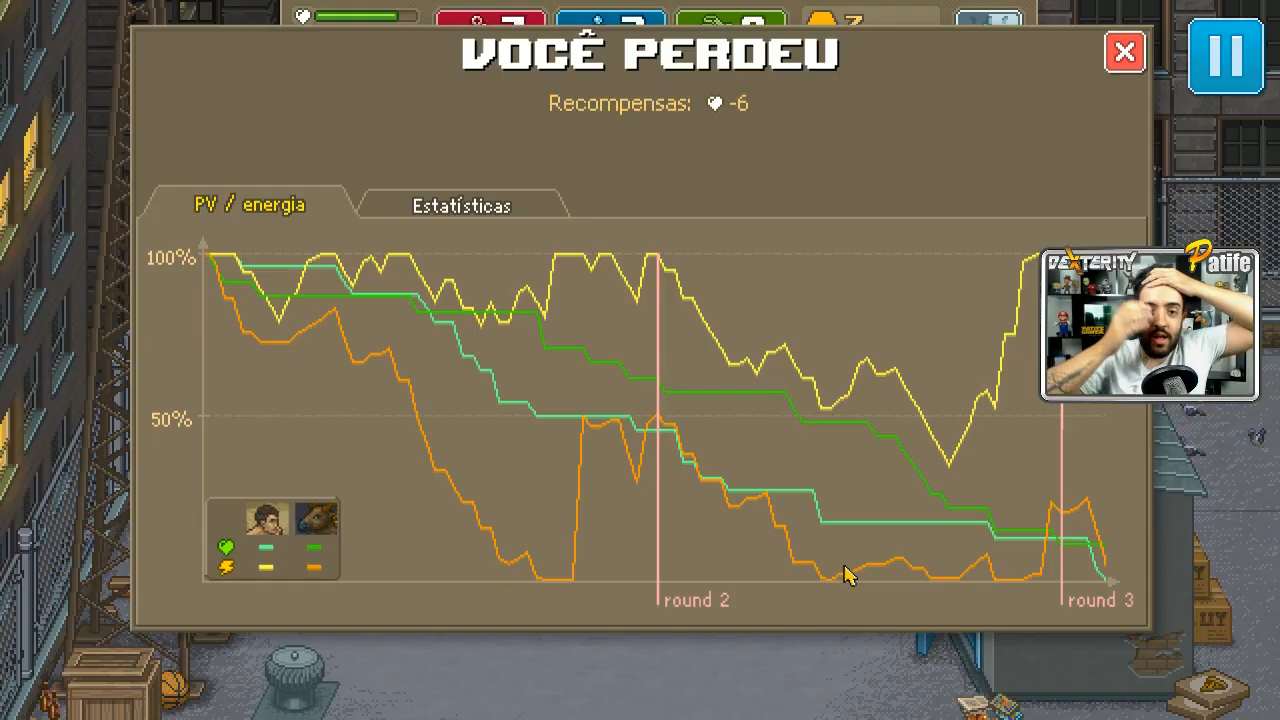 VOCÊ PERDEU
Recompensas: -6
PV / energia
Estatísticas
100%
50%
round 2
round 3
DEXTERITY
Patife